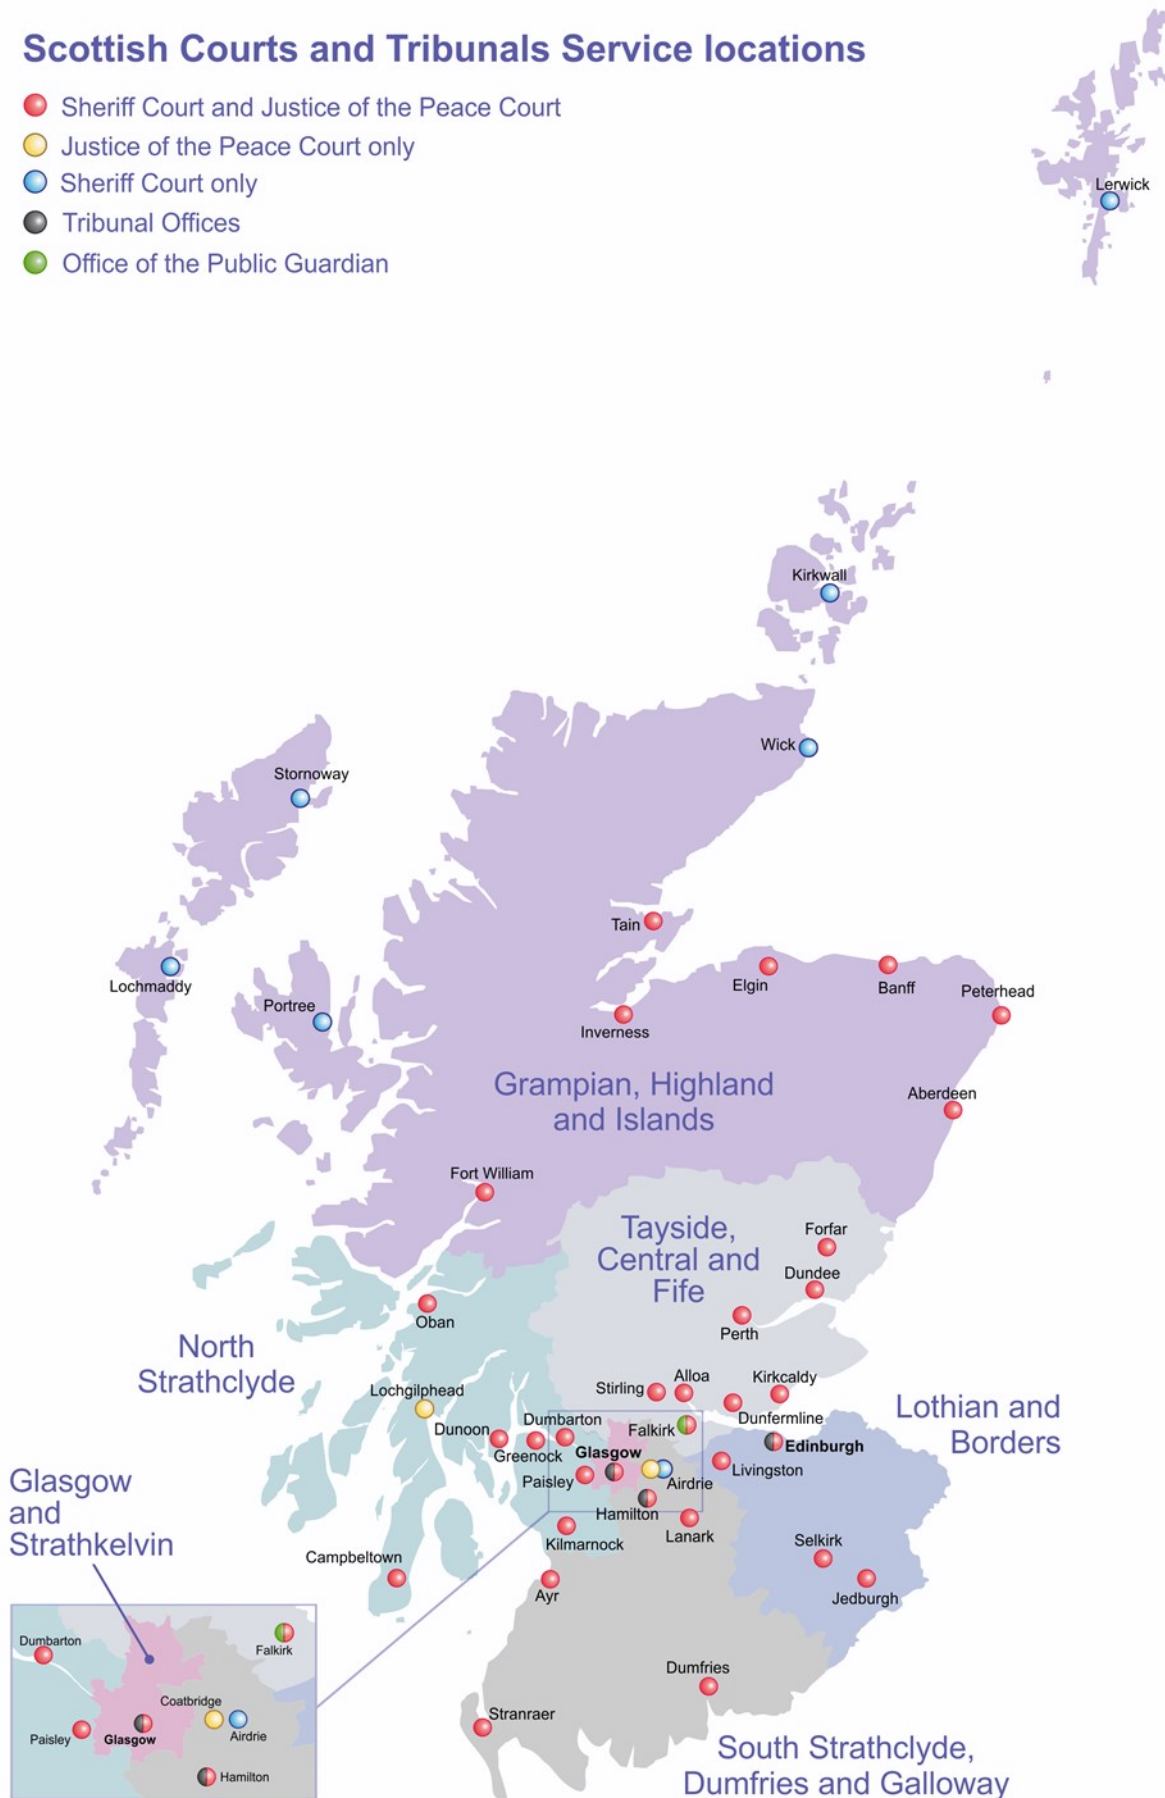 Scottish Courts and Tribunals Service locations
Sheriff Court and Justice of the Peace Court
Justice of the Peace Court only
Sheriff Court only
Tribunal Offices
Office of the Public Guardian
Lerwick
Kirkwall
Wick
Stornoway
Tain
Lochmaddy
Portree
Elgin
Banff
Peterhead
Inverness
Grampian, Highland
and Islands
Aberdeen
Fort William
Tayside,
Central and
Fife
Forfar
Dundee
Perth
Oban
North
Strathclyde
Stirling
Alloa
Kirkcaldy
Lochgilphead
Dunoon
Dumbarton
Falkirk
Dunfermline
Lothian and
Borders
Greenock
Glasgow
Edinburgh
Paisley
Airdrie
Livingston
Hamilton
Lanark
Kilmarnock
Glasgow
and
Strathkelvin
Campbeltown
Ayr
Selkirk
Jedburgh
Dumfries
Stranraer
South Strathclyde,
Dumfries and Galloway
Dumbarton
Falkirk
Coatbridge
Paisley
Glasgow
Airdrie
Hamilton